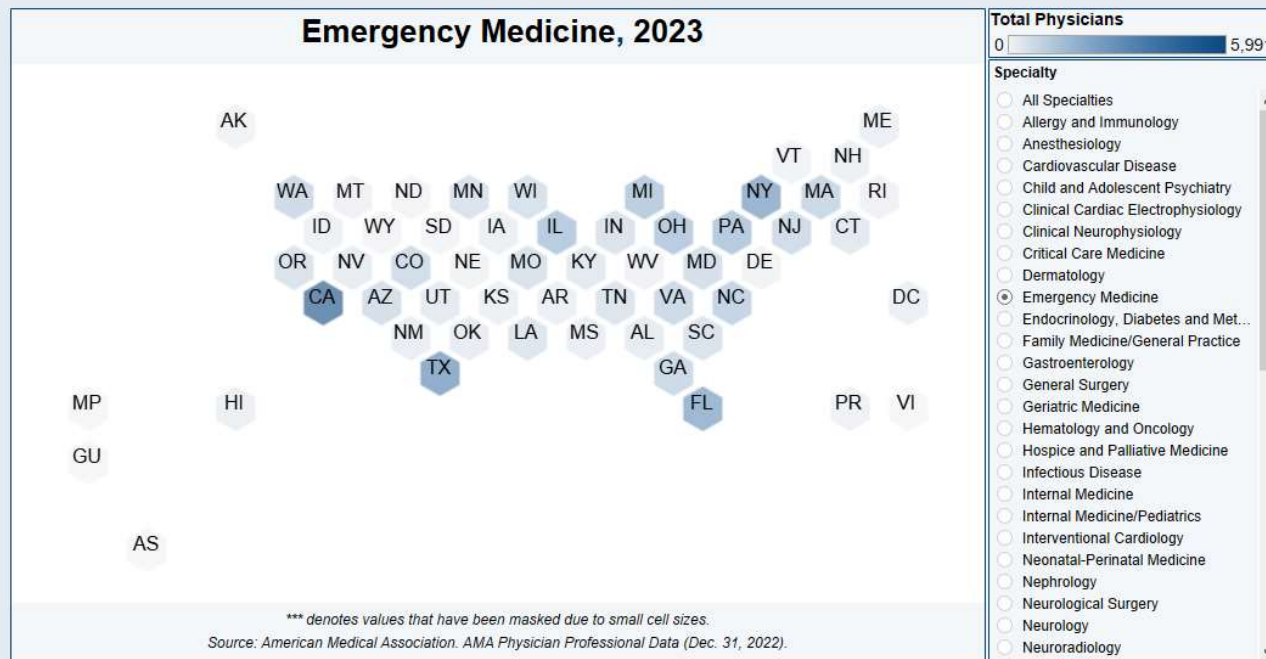 Emergency Medicine, 2023
AK ME
VT NH
WA MT ND MN WI MI NY MA RI
ID WY SD IA IL IN OH PA NJ CT
OR NV CO NE MO KY WV MD DE
CA AZ UT KS AR TN VA NC DC
NM OK LA MS AL SC
TX GA
MP HI FL PR VI
GU
AS
*** denotes values that have been masked due to small cell sizes.
Source: American Medical Association. AMA Physician Professional Data (Dec. 31, 2022).
Total Physicians
0 5,991
Specialty
All Specialties
Allergy and Immunology
Anesthesiology
Cardiovascular Disease
Child and Adolescent Psychiatry
Clinical Cardiac Electrophysiology
Clinical Neurophysiology
Critical Care Medicine
Dermatology
Emergency Medicine
Endocrinology, Diabetes and Met...
Family Medicine/General Practice
Gastroenterology
General Surgery
Geriatric Medicine
Hematology and Oncology
Hospice and Palliative Medicine
Infectious Disease
Internal Medicine
Internal Medicine/Pediatrics
Interventional Cardiology
Neonatal-Perinatal Medicine
Nephrology
Neurological Surgery
Neurology
Neuroradiology